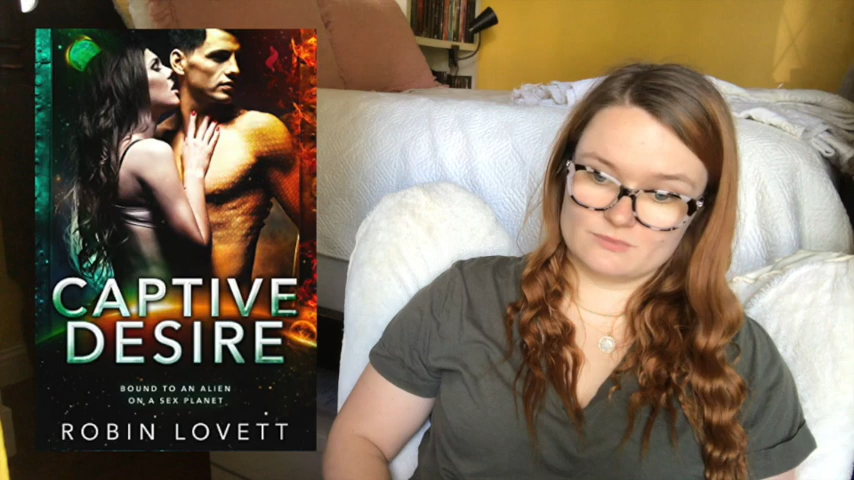 CAPTIVE
DESIRE
BOUND TO AN ALIEN
ON A SEX PLANET
ROBIN LOVETT